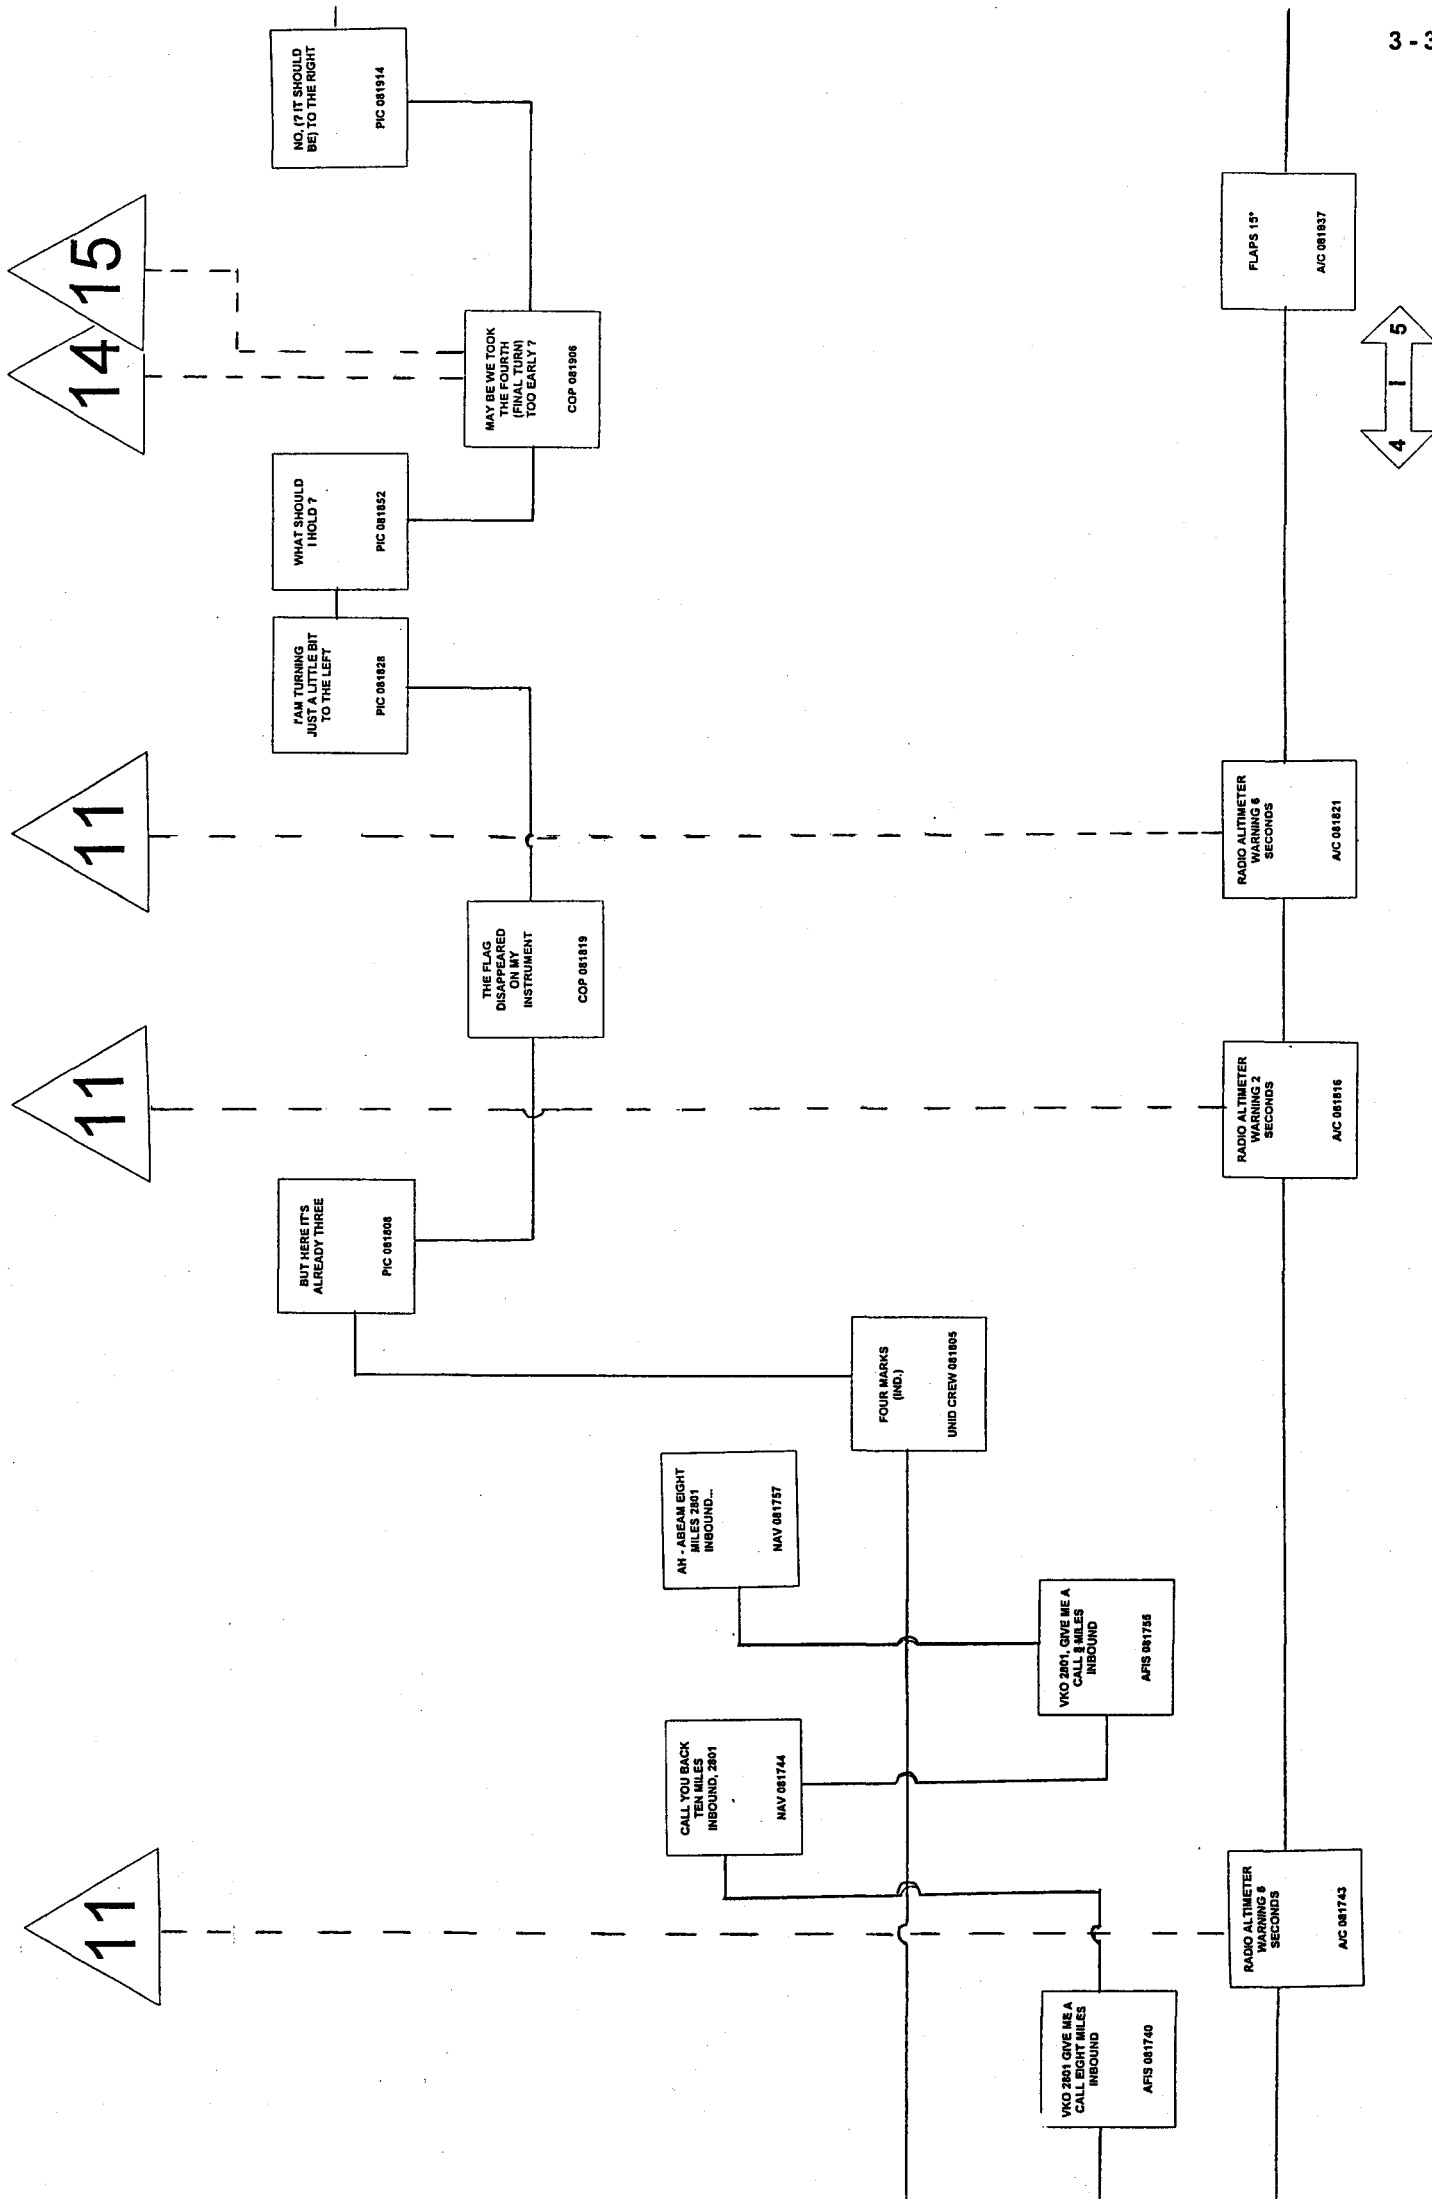 3 - 3
11
VKO 2801 GIVE ME A
CALL EIGHT MILES
INBOUND
AFIS 081740
RADIO ALTIMETER
WARNING 5
SECONDS
A/C 081743
CALL YOU BACK
TEN MILES
INBOUND, 2801
NAV 081744
VKO 2801, GIVE ME A
CALL 8 MILES
INBOUND
AFIS 081755
AH - ABEAM EIGHT
MILES 2801
INBOUND...
NAV 081757
FOUR MARKS
(IND.)
UNID CREW 081805
BUT HERE IT'S
ALREADY THREE
PIC 081808
11
RADIO ALTIMETER
WARNING 2
SECONDS
A/C 081816
THE FLAG
DISAPPEARED
ON MY
INSTRUMENT
COP 081819
11
RADIO ALITIMETER
WARNING 6
SECONDS
A/C 081821
I'AM TURNING
JUST A LITTLE BIT
TO THE LEFT
PIC 081828
WHAT SHOULD
I HOLD ?
PIC 081852
14
15
MAY BE WE TOOK
THE FOURTH
(FINAL TURN)
TOO EARLY ?
COP 081906
NO, (? IT SHOULD
BE) TO THE RIGHT
PIC 081914
FLAPS 15°
A/C 081937
4 I 5